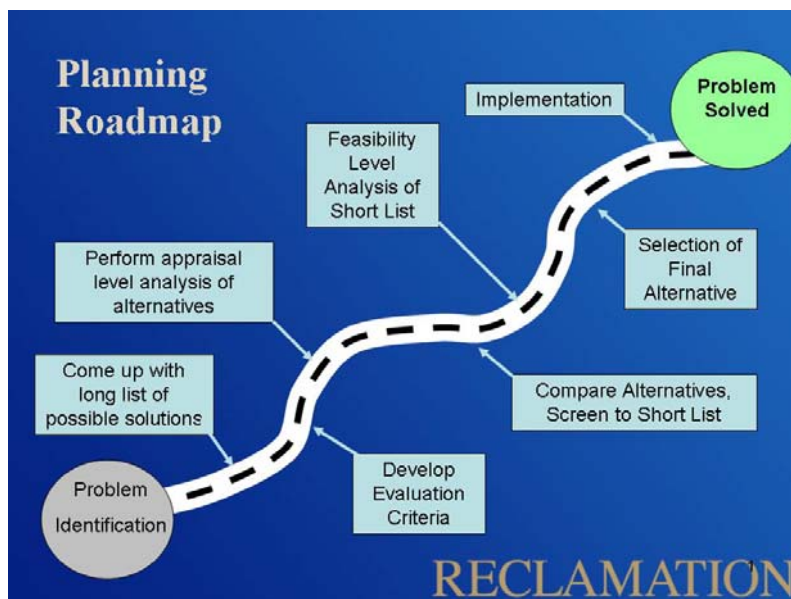 Planning
Roadmap
Problem
Solved
Implementation
Feasibility
Level
Analysis of
Short List
Selection of
Final
Alternative
Perform appraisal
level analysis of
alternatives
Compare Alternatives,
Screen to Short List
Come up with
long list of
possible solutions
Develop
Evaluation
Criteria
Problem
Identification
1
RECLAMATION